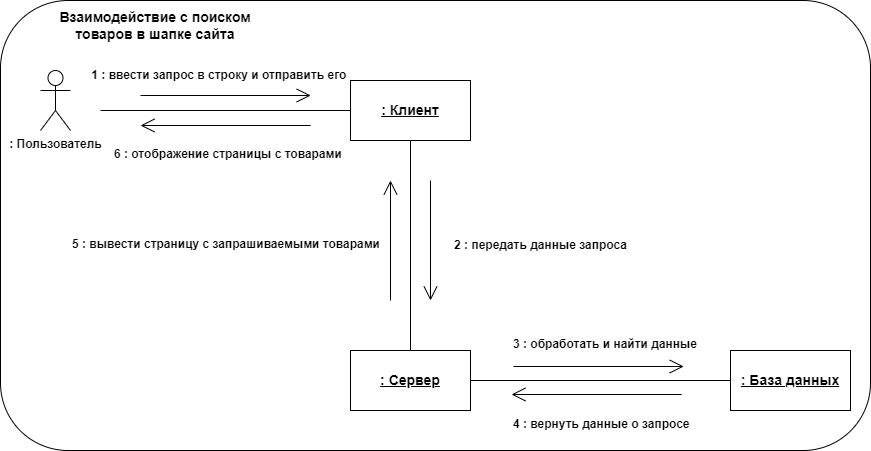 Взаимодействие с поиском
товаров в шапке сайта
1 : ввести запрос в строку и отправить его
: Клиент
: Пользователь
6 : отображение страницы с товарами
5 : вывести страницу с запрашиваемыми товарами
2 : передать данные запроса
3 : обработать и найти данные
: Сервер
: База данных
4 : вернуть данные о запросе